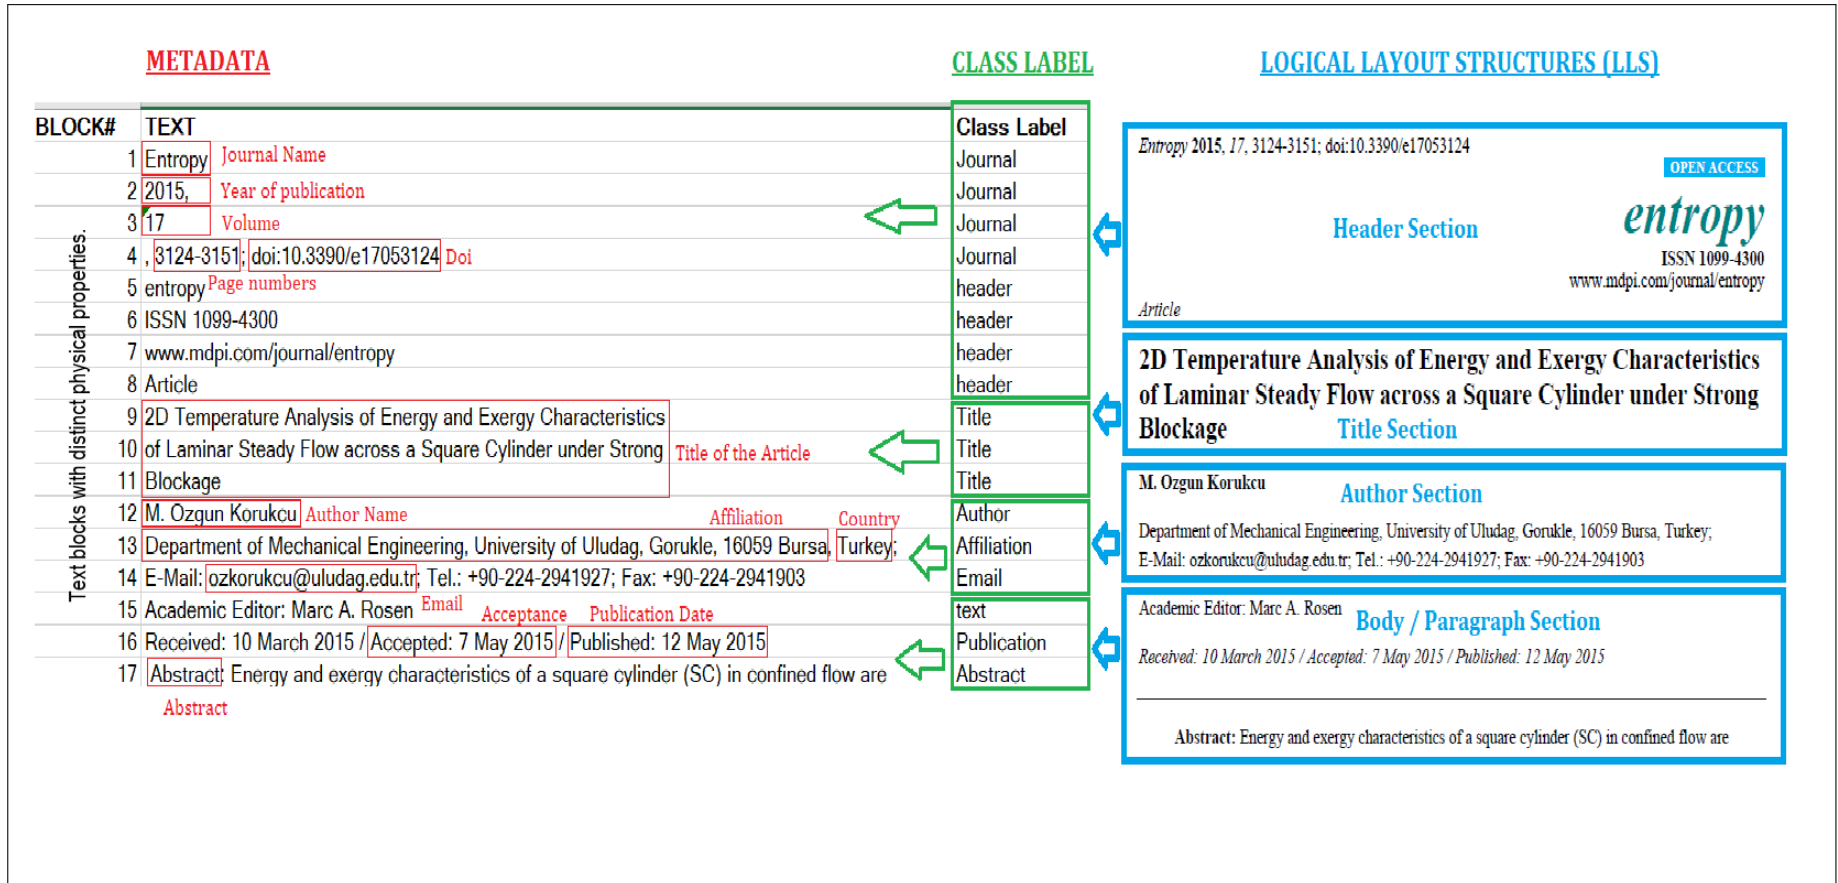 METADATA
CLASS LABEL
LOGICAL LAYOUT STRUCTURES (LLS)
BLOCK# TEXT Class Label
1 Entropy Journal Name Journal
2 2015, Year of publication Journal
3 17 Volume Journal
4 , 3124-3151; doi:10.3390/e17053124 Doi Journal
5 entropy Page numbers header
6 ISSN 1099-4300 header
7 www.mdpi.com/journal/entropy header
8 Article header
9 2D Temperature Analysis of Energy and Exergy Characteristics Title
10 of Laminar Steady Flow across a Square Cylinder under Strong Title of the Article Title
11 Blockage Title
12 M. Ozgun Korukcu Author Name Affiliation Country Author
13 Department of Mechanical Engineering, University of Uludag, Gorukle, 16059 Bursa, Turkey; Affiliation
14 E-Mail: ozkorukcu@uludag.edu.tr; Tel.: +90-224-2941927; Fax: +90-224-2941903 Email
15 Academic Editor: Marc A. Rosen Email Acceptance Publication Date text
16 Received: 10 March 2015 / Accepted: 7 May 2015 / Published: 12 May 2015 Publication
17 Abstract: Energy and exergy characteristics of a square cylinder (SC) in confined flow are Abstract
Abstract
Text blocks with distinct physical properties.
Entropy 2015, 17, 3124-3151; doi:10.3390/e17053124
OPEN ACCESS
entropy
Header Section
ISSN 1099-4300
www.mdpi.com/journal/entropy
Article
2D Temperature Analysis of Energy and Exergy Characteristics
of Laminar Steady Flow across a Square Cylinder under Strong
Blockage
Title Section
M. Ozgun Korukcu
Author Section
Department of Mechanical Engineering, University of Uludag, Gorukle, 16059 Bursa, Turkey;
E-Mail: ozkorukcu@uludag.edu.tr; Tel.: +90-224-2941927; Fax: +90-224-2941903
Academic Editor: Marc A. Rosen
Body / Paragraph Section
Received: 10 March 2015 / Accepted: 7 May 2015 / Published: 12 May 2015
Abstract: Energy and exergy characteristics of a square cylinder (SC) in confined flow are